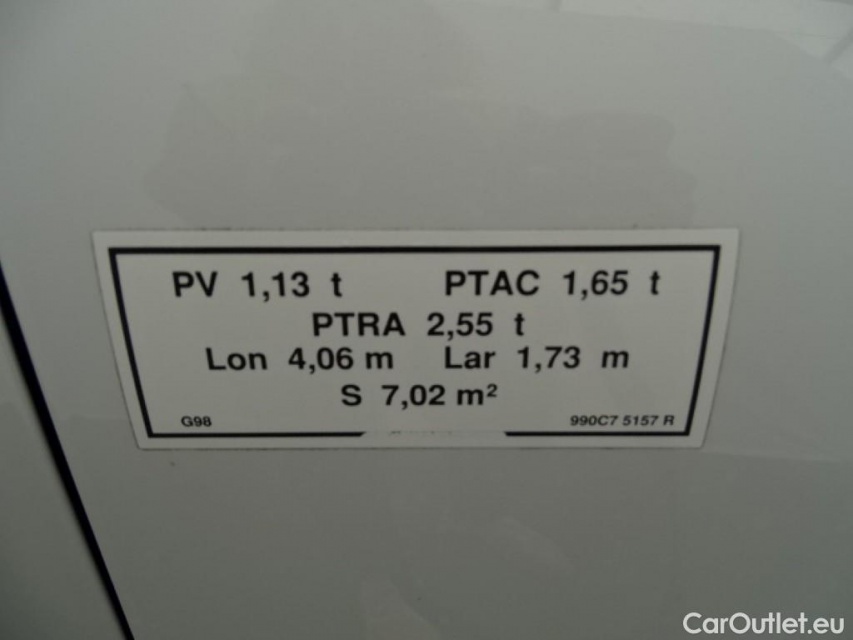 PV 1,13 t PTAC 1,65 t
PTRA 2,55 t
Lon 4,06 m Lar 1,73 m
S 7,02 m²
G98 990C7 5157 R
CarOutlet.eu